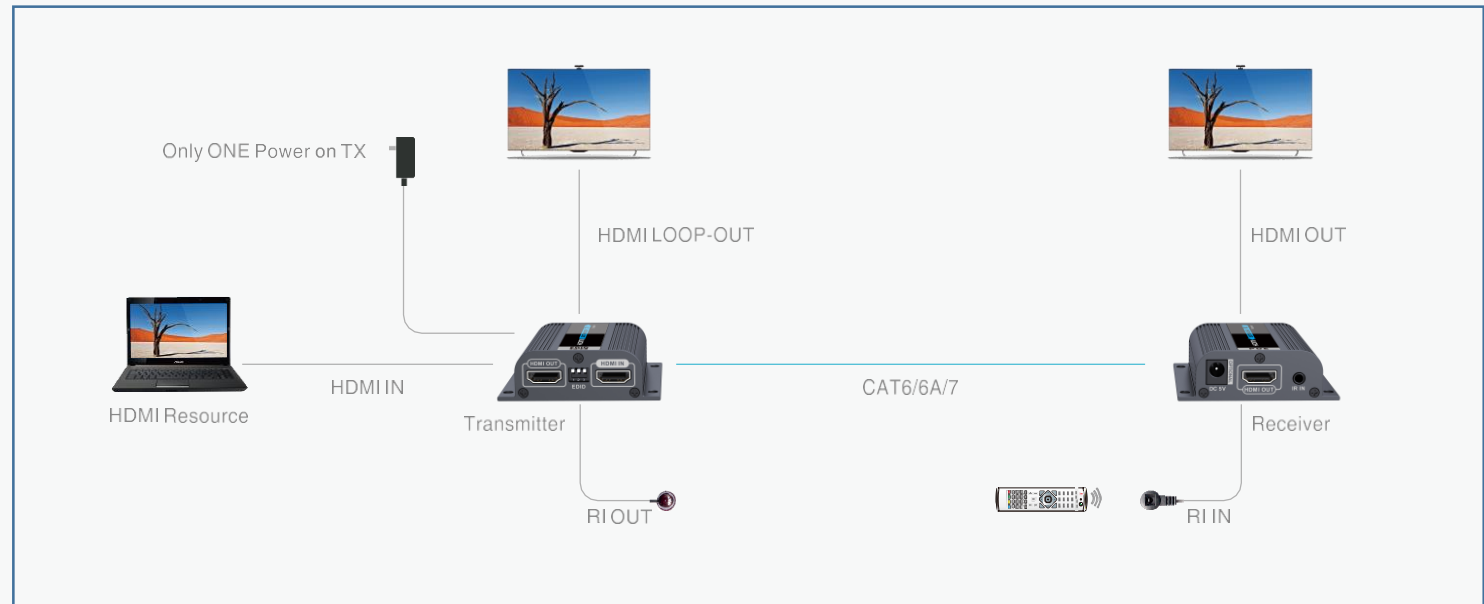 Only ONE Power on TX
HDMI LOOP-OUT
HDMI OUT
HDMI OUT
HDMI IN
EDID
DC 5V
HDMI OUT
IR IN
HDMI IN
CAT6/6A/7
HDMI Resource
Transmitter
Receiver
RI OUT
RI IN